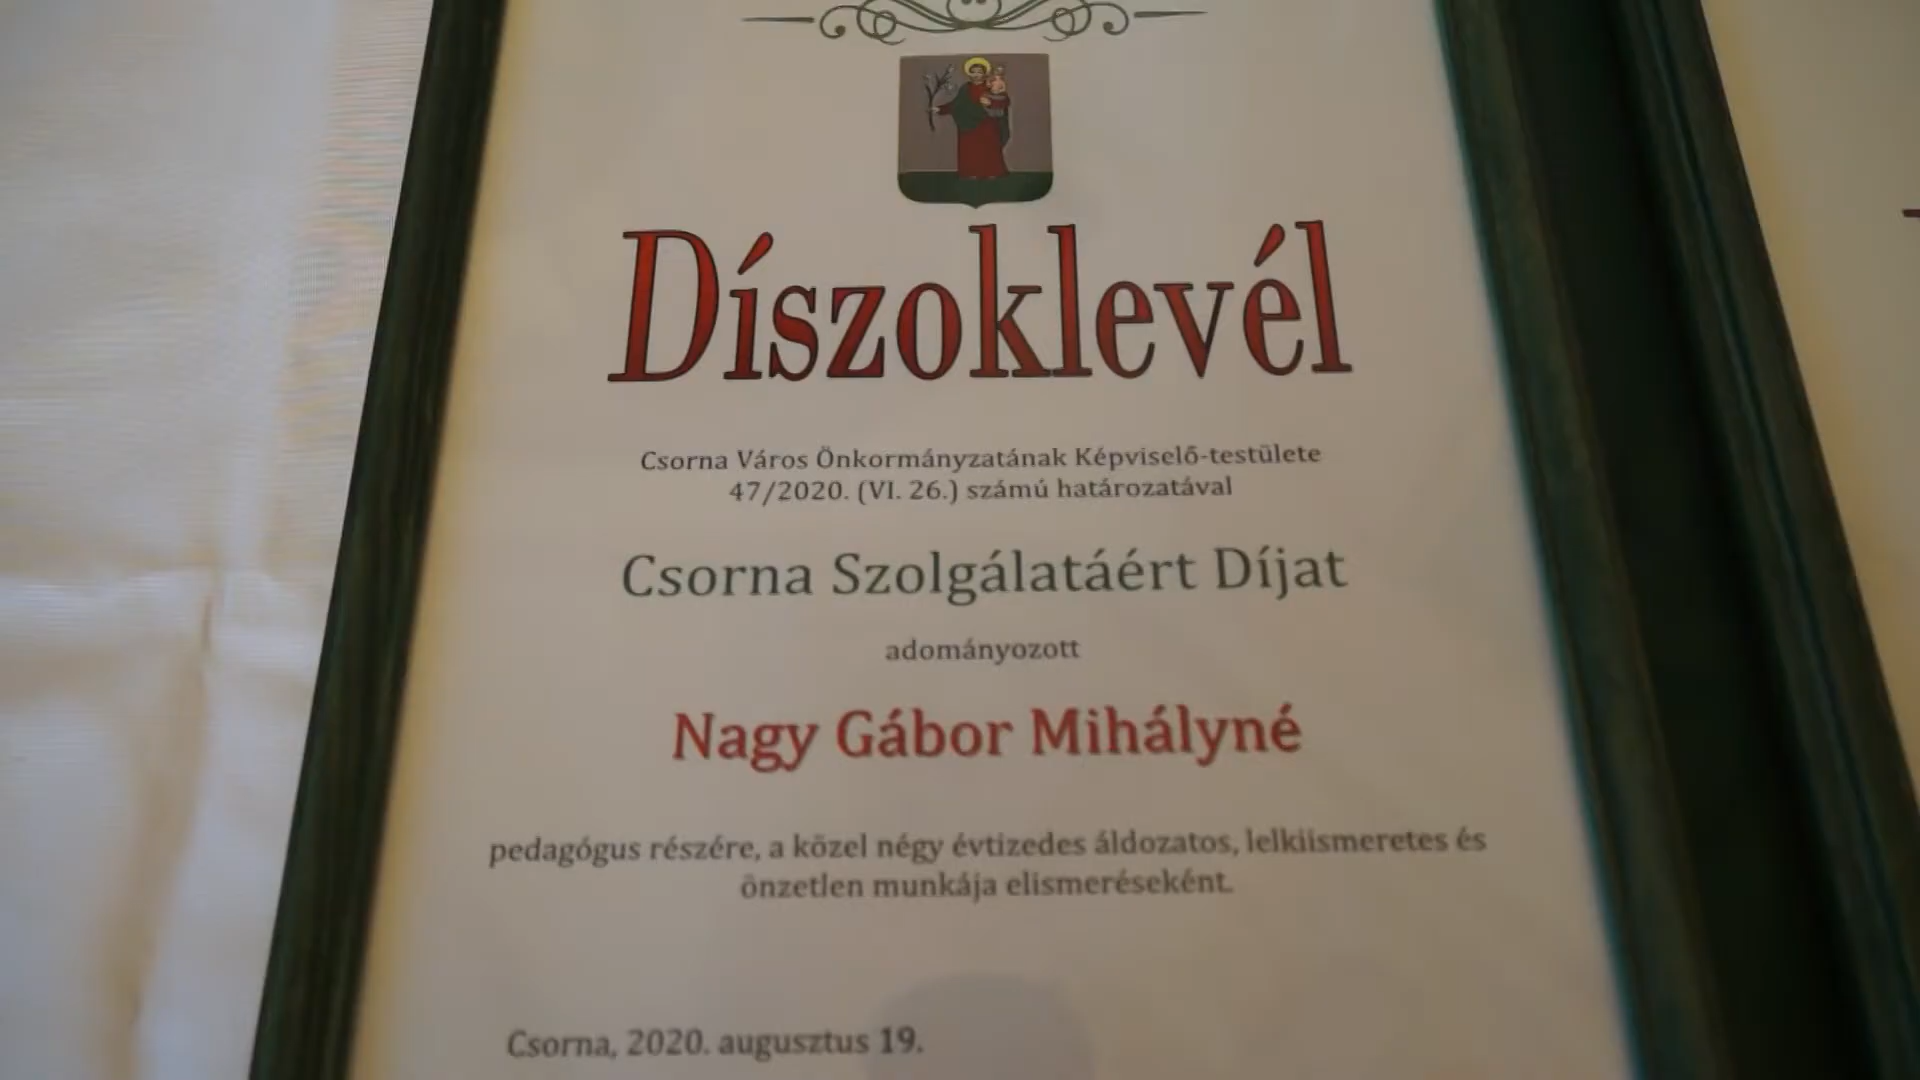 Díszoklevél
Csorna Város Önkormányzatának Képviselő-testülete
47/2020. (VI. 26.) számú határozatával
Csorna Szolgálatáért Díjat
adományozott
Nagy Gábor Mihályné
pedagógus részére, a közel négy évtizedes áldozatos, lelkiismeretes és
önzetlen munkája elismeréseként.
Csorna, 2020. augusztus 19.